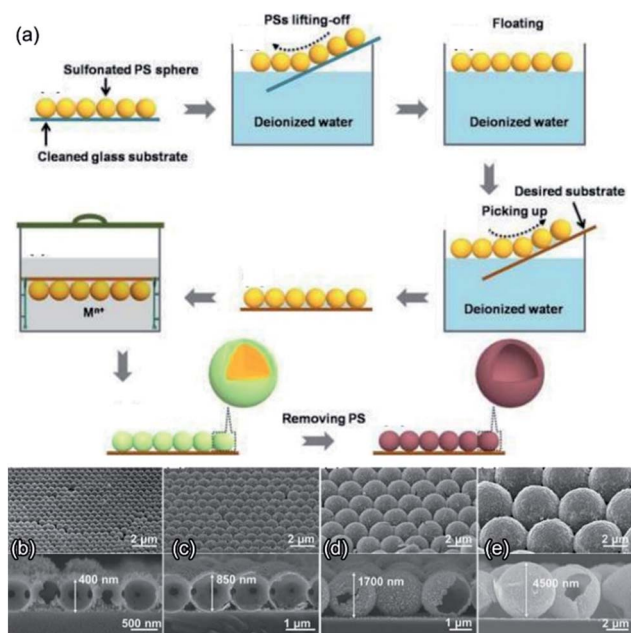 (a)
PSs lifting-off
Floating
Sulfonated PS sphere
Deionized water
Deionized water
Cleaned glass substrate
Desired substrate
Picking up
Mⁿ⁺
Deionized water
Removing PS
2 μm
2 μm
2 μm
2 μm
(b)
(c)
(d)
(e)
400 nm
850 nm
1700 nm
4500 nm
500 nm
1 μm
1 μm
2 μm